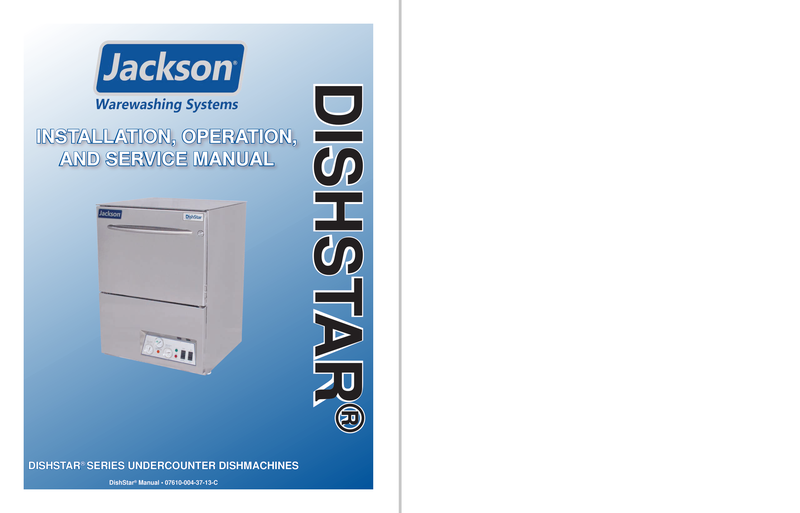 Jackson®
Warewashing Systems
INSTALLATION, OPERATION,
AND SERVICE MANUAL
DISHSTAR®
Jackson
DishStar
DISHSTAR® SERIES UNDERCOUNTER DISHMACHINES
DishStar® Manual • 07610-004-37-13-C